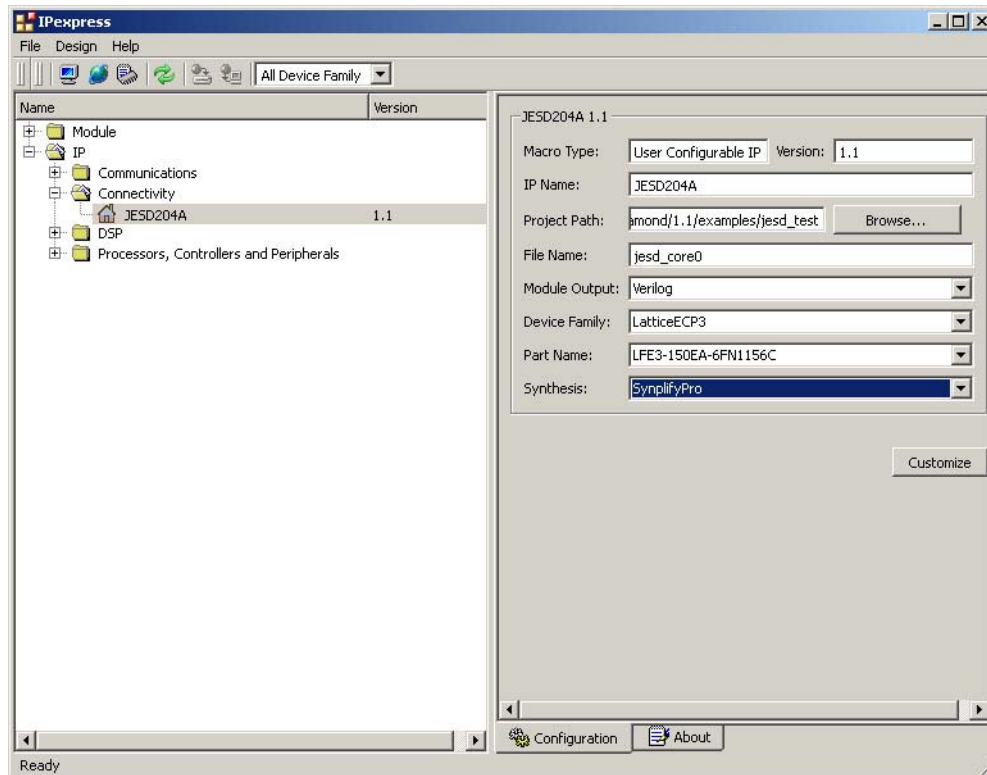 IPexpress
File Design Help
All Device Family
Name Version
Module
IP
Communications
Connectivity
JESD204A 1.1
DSP
Processors, Controllers and Peripherals
JESD204A 1.1
Macro Type: User Configurable IP Version: 1.1
IP Name: JESD204A
Project Path: amond/1.1/examples/jesd_test Browse...
File Name: jesd_core0
Module Output: Verilog
Device Family: LatticeECP3
Part Name: LFE3-150EA-6FN1156C
Synthesis: SynplifyPro
Customize
Configuration About
Ready